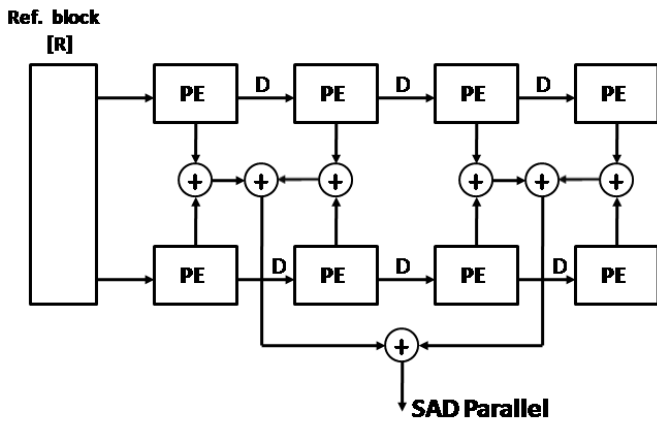 Ref. block
[R]
PE D PE D PE D PE
+ + + + + +
PE D PE D PE D PE
+
SAD Parallel